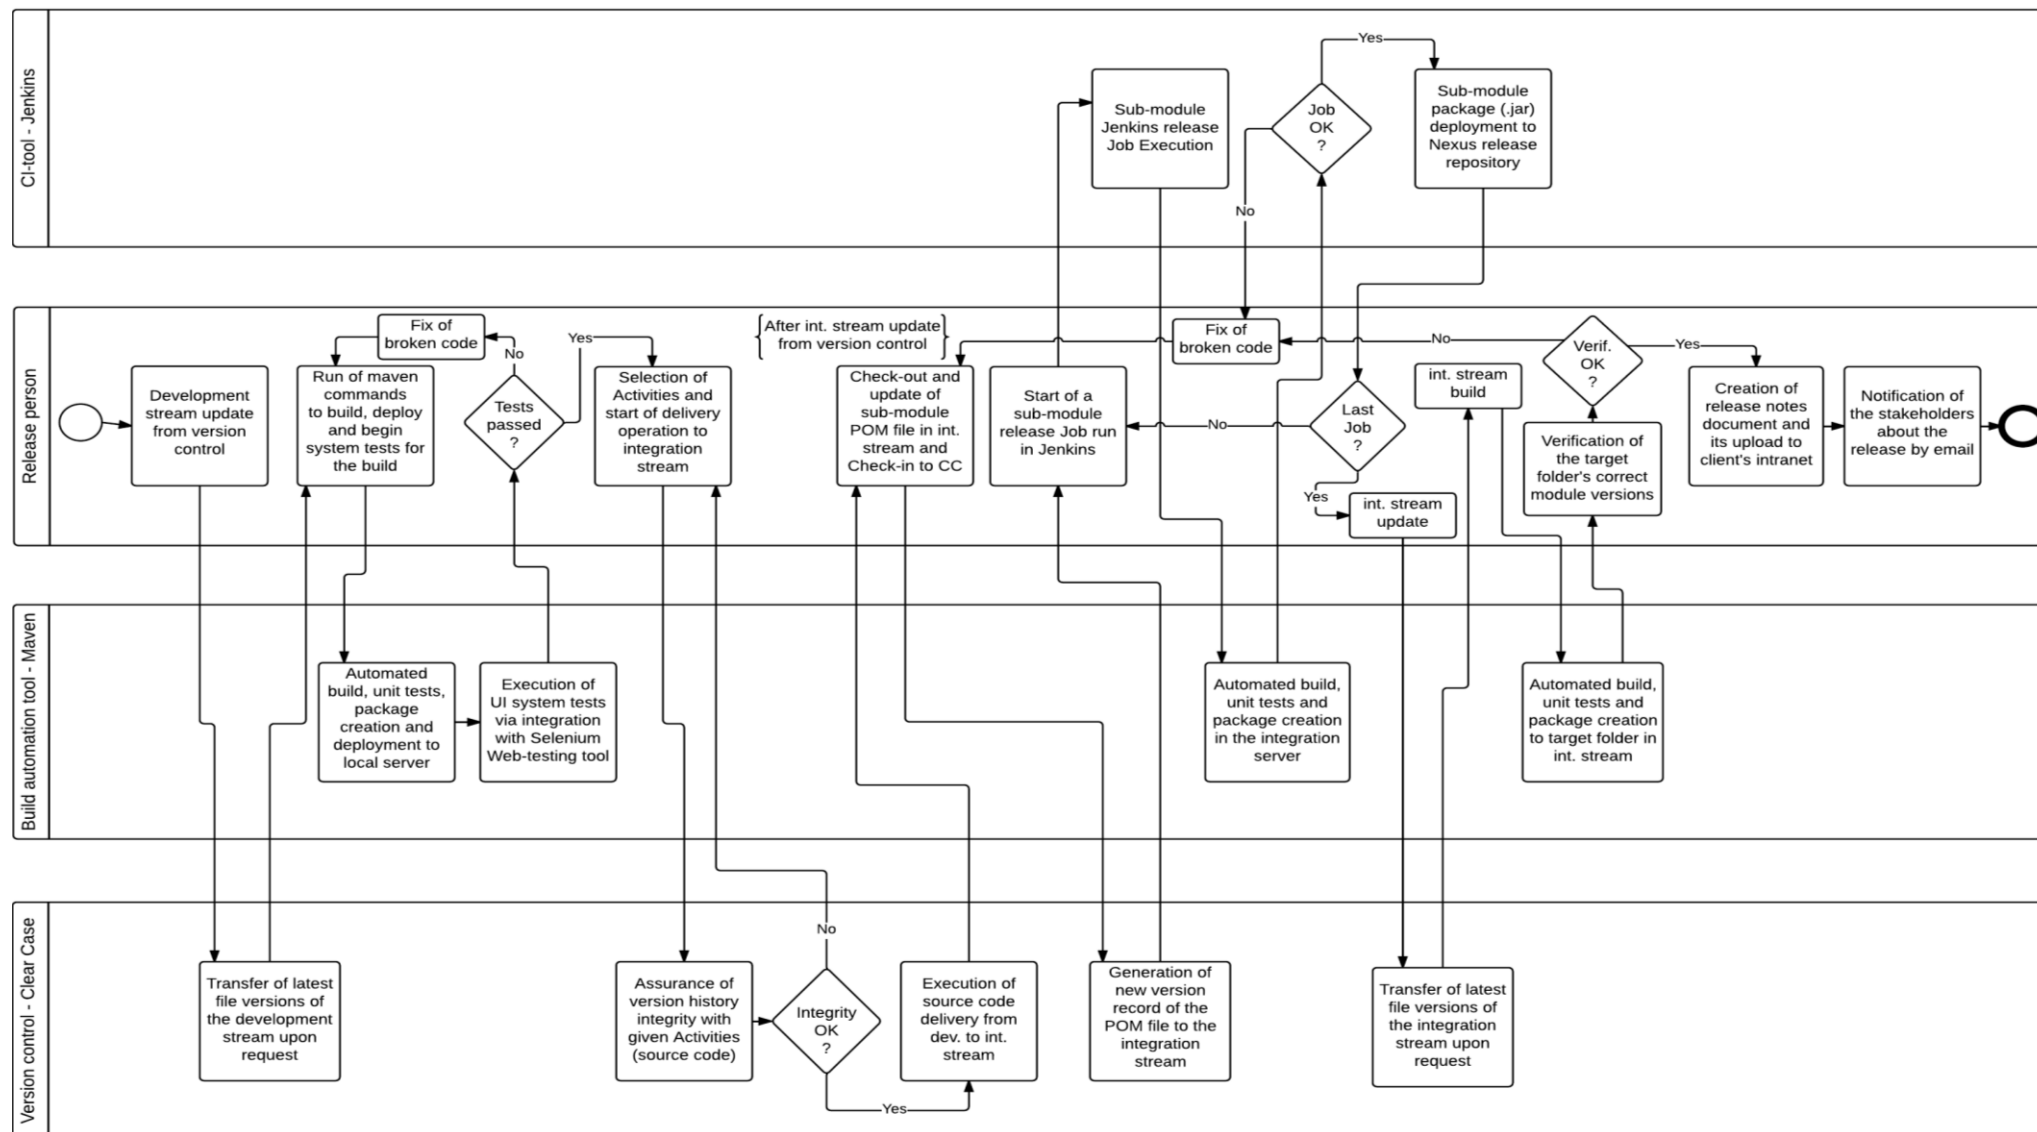 CI-tool - Jenkins
Sub-module
Jenkins release
Job Execution
No
Job
OK
?
Yes
Sub-module
package (.jar)
deployment to
Nexus release
repository
Release person
Development
stream update
from version
control
Fix of
broken code
Run of maven
commands
to build, deploy
and begin
system tests for
the build
No
Tests
passed
?
Yes
Selection of
Activities and
start of delivery
operation to
integration
stream
After int. stream update
from version control
Check-out and
update of
sub-module
POM file in int.
stream and
Check-in to CC
Start of a
sub-module
release Job run
in Jenkins
Fix of
broken code
No
Last
Job
?
Yes
int. stream
update
No
int. stream
build
Verif.
OK
?
Verification of
the target
folder's correct
module versions
Yes
Creation of
release notes
document and
its upload to
client's intranet
Notification of
the stakeholders
about the
release by email
Build automation tool - Maven
Automated
build, unit tests,
package
creation and
deployment to
local server
Execution of
UI system tests
via integration
with Selenium
Web-testing tool
Automated build,
unit tests and
package creation
in the integration
server
Automated build,
unit tests and
package creation
to target folder in
int. stream
Version control - Clear Case
Transfer of latest
file versions of
the development
stream upon
request
Assurance of
version history
integrity with
given Activities
(source code)
No
Integrity
OK
?
Yes
Execution of
source code
delivery from
dev. to int.
stream
Generation of
new version
record of the
POM file to the
integration
stream
Transfer of latest
file versions of
the integration
stream upon
request